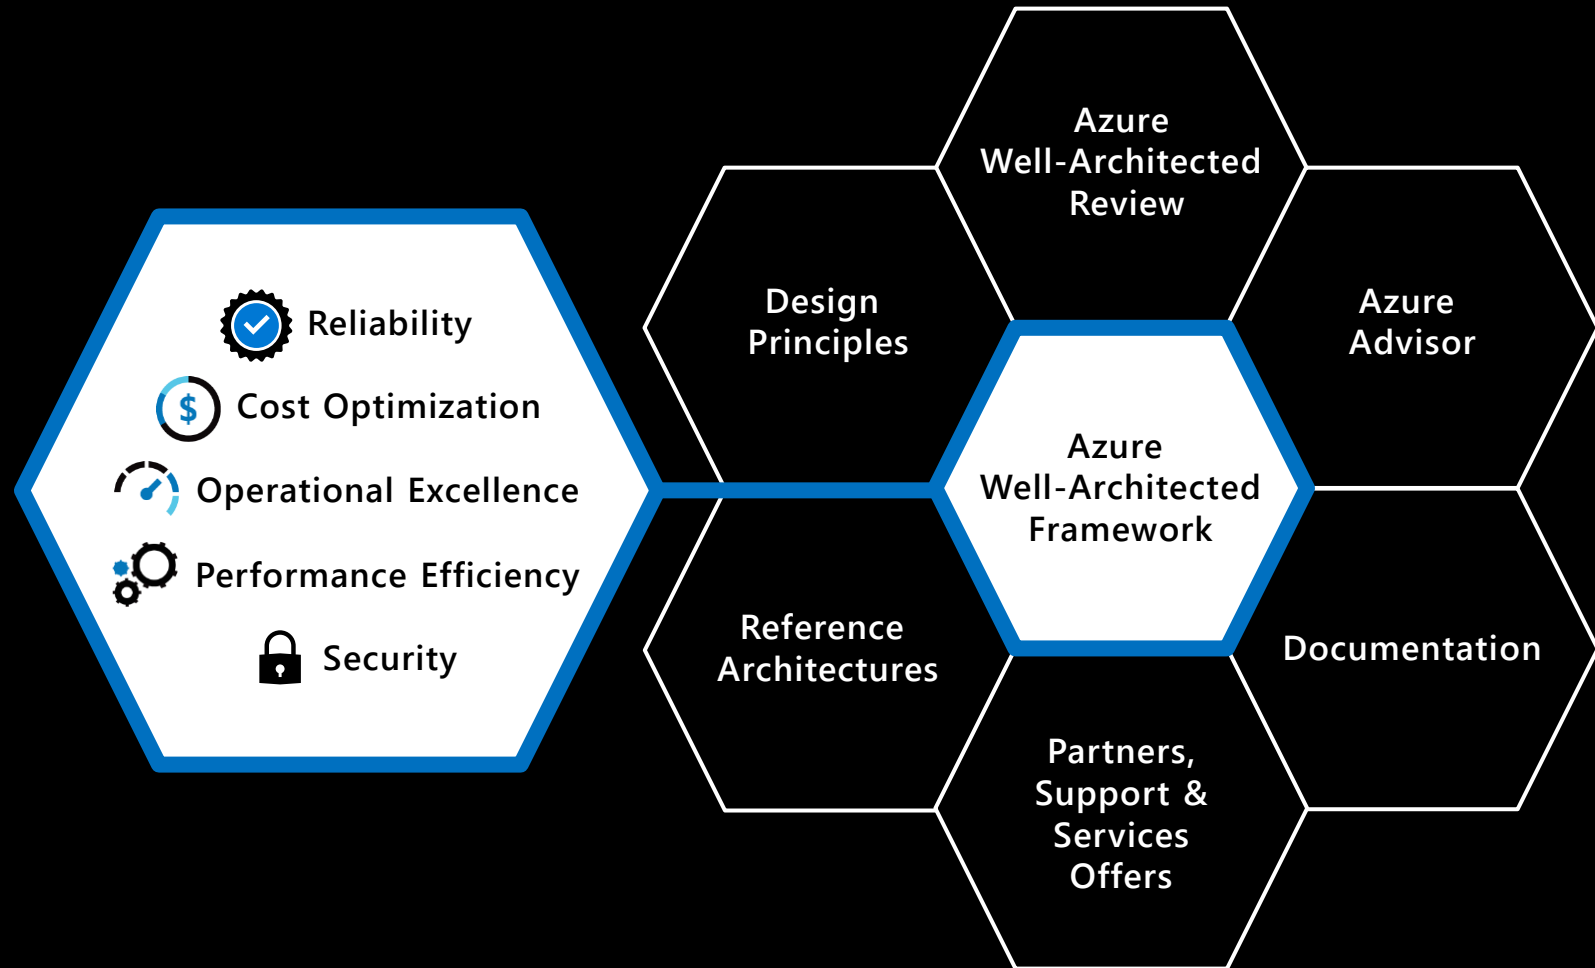 Reliability
$
Cost Optimization
Operational Excellence
Performance Efficiency
Security
Azure
Well-Architected
Review
Design
Principles
Azure
Advisor
Azure
Well-Architected
Framework
Reference
Architectures
Documentation
Partners,
Support &
Services
Offers